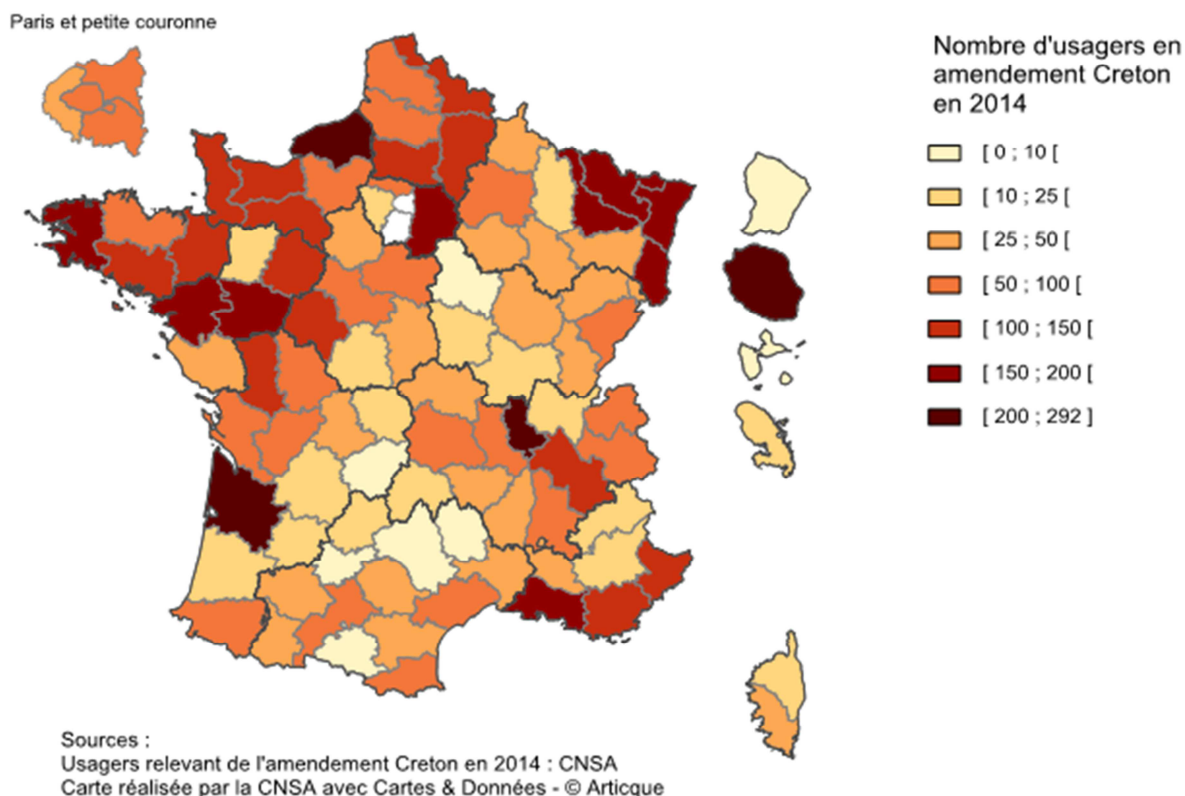 Paris et petite couronne
Nombre d'usagers en
amendement Creton
en 2014
[ 0 ; 10 [
[ 10 ; 25 [
[ 25 ; 50 [
[ 50 ; 100 [
[ 100 ; 150 [
[ 150 ; 200 [
[ 200 ; 292 ]
Sources :
Usagers relevant de l'amendement Creton en 2014 : CNSA
Carte réalisée par la CNSA avec Cartes & Données - © Articque